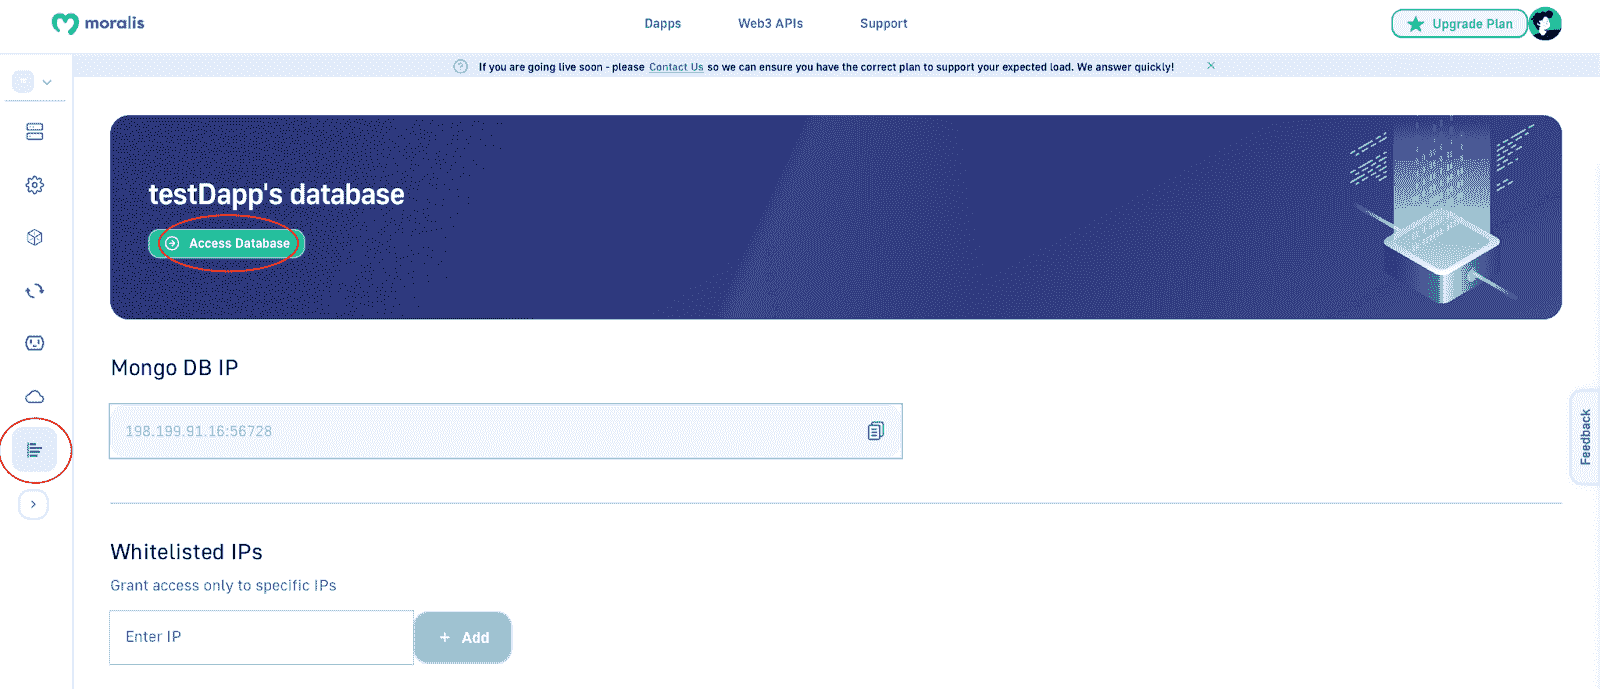 moralis
Dapps
Web3 APIs
Support
Upgrade Plan
If you are going live soon - please Contact Us so we can ensure you have the correct plan to support your expected load. We answer quickly!
testDapp's database
Access Database
Mongo DB IP
198.199.91.16:56728
Feedback
Whitelisted IPs
Grant access only to specific IPs
Enter IP
+ Add